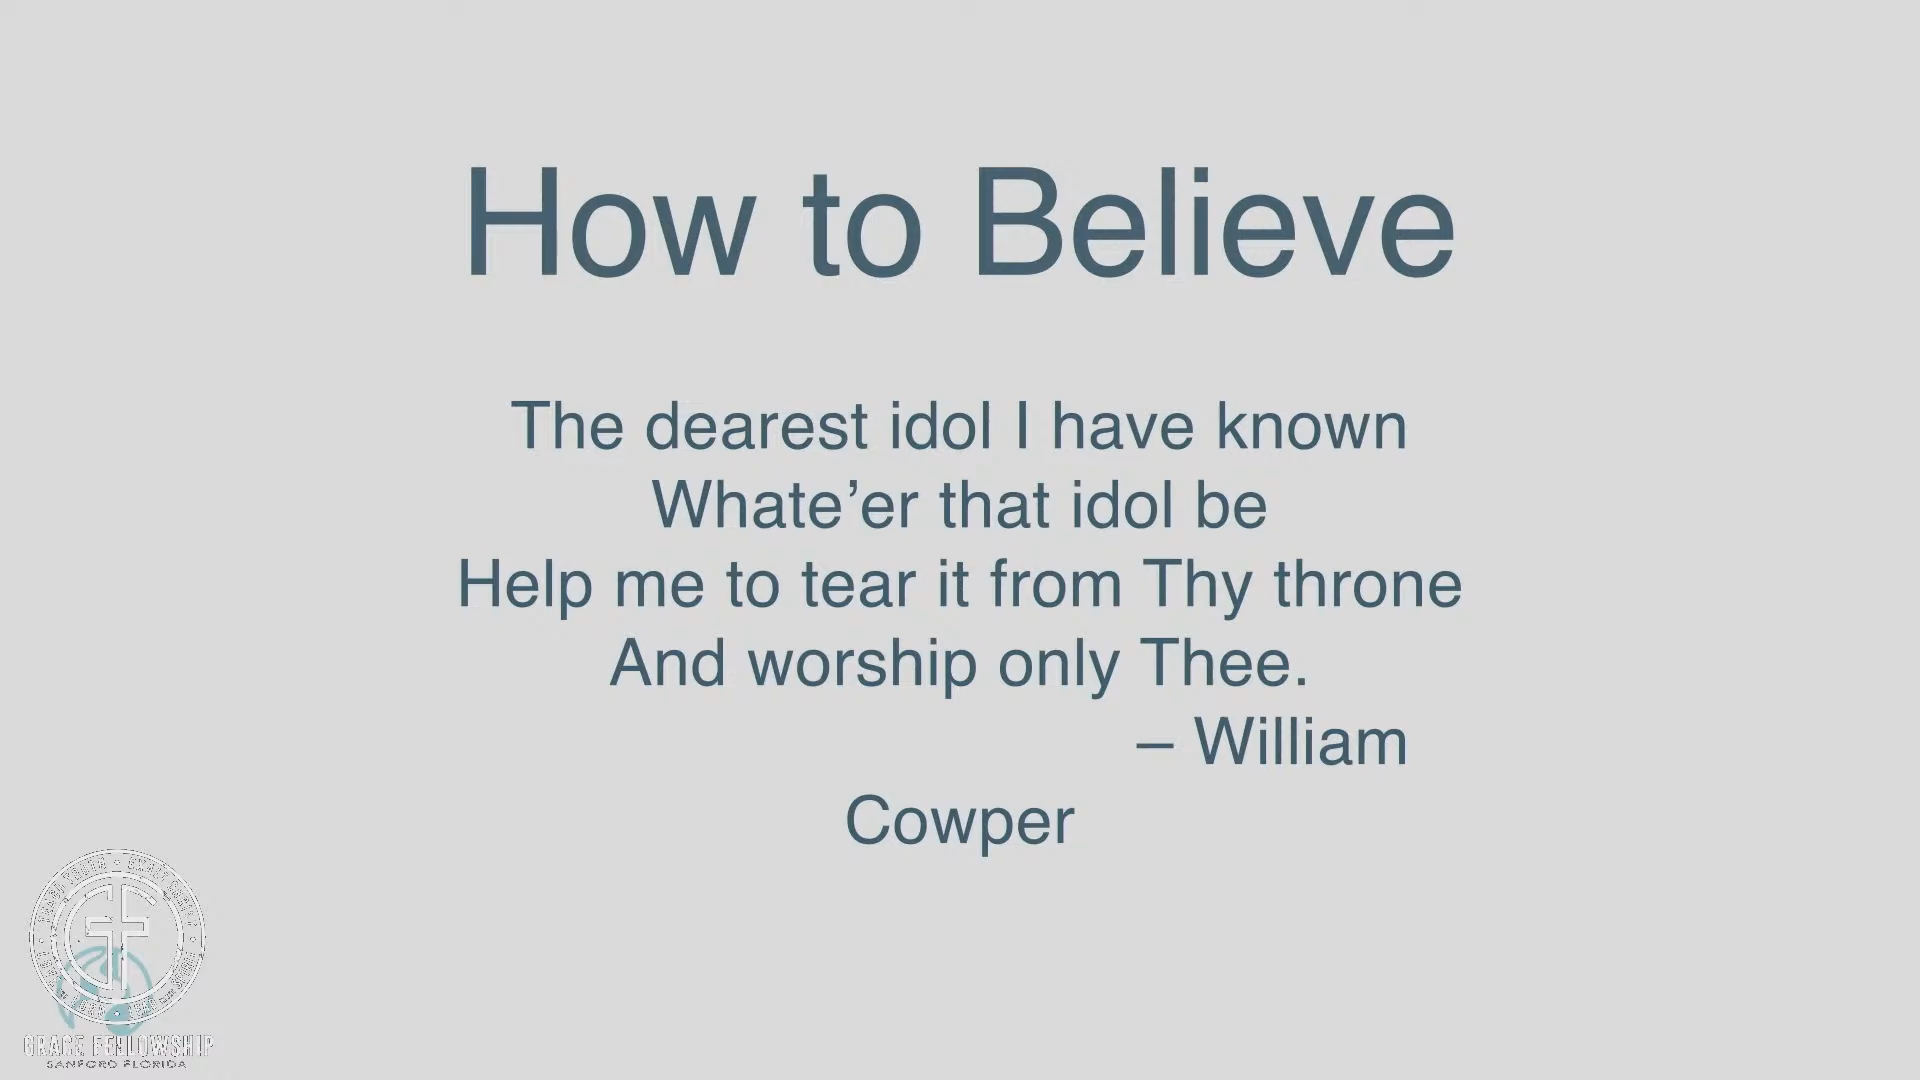 How to Believe
The dearest idol I have known
Whate’er that idol be
Help me to tear it from Thy throne
And worship only Thee.
– William
Cowper
GRACE FELLOWSHIP
SANFORD FLORIDA